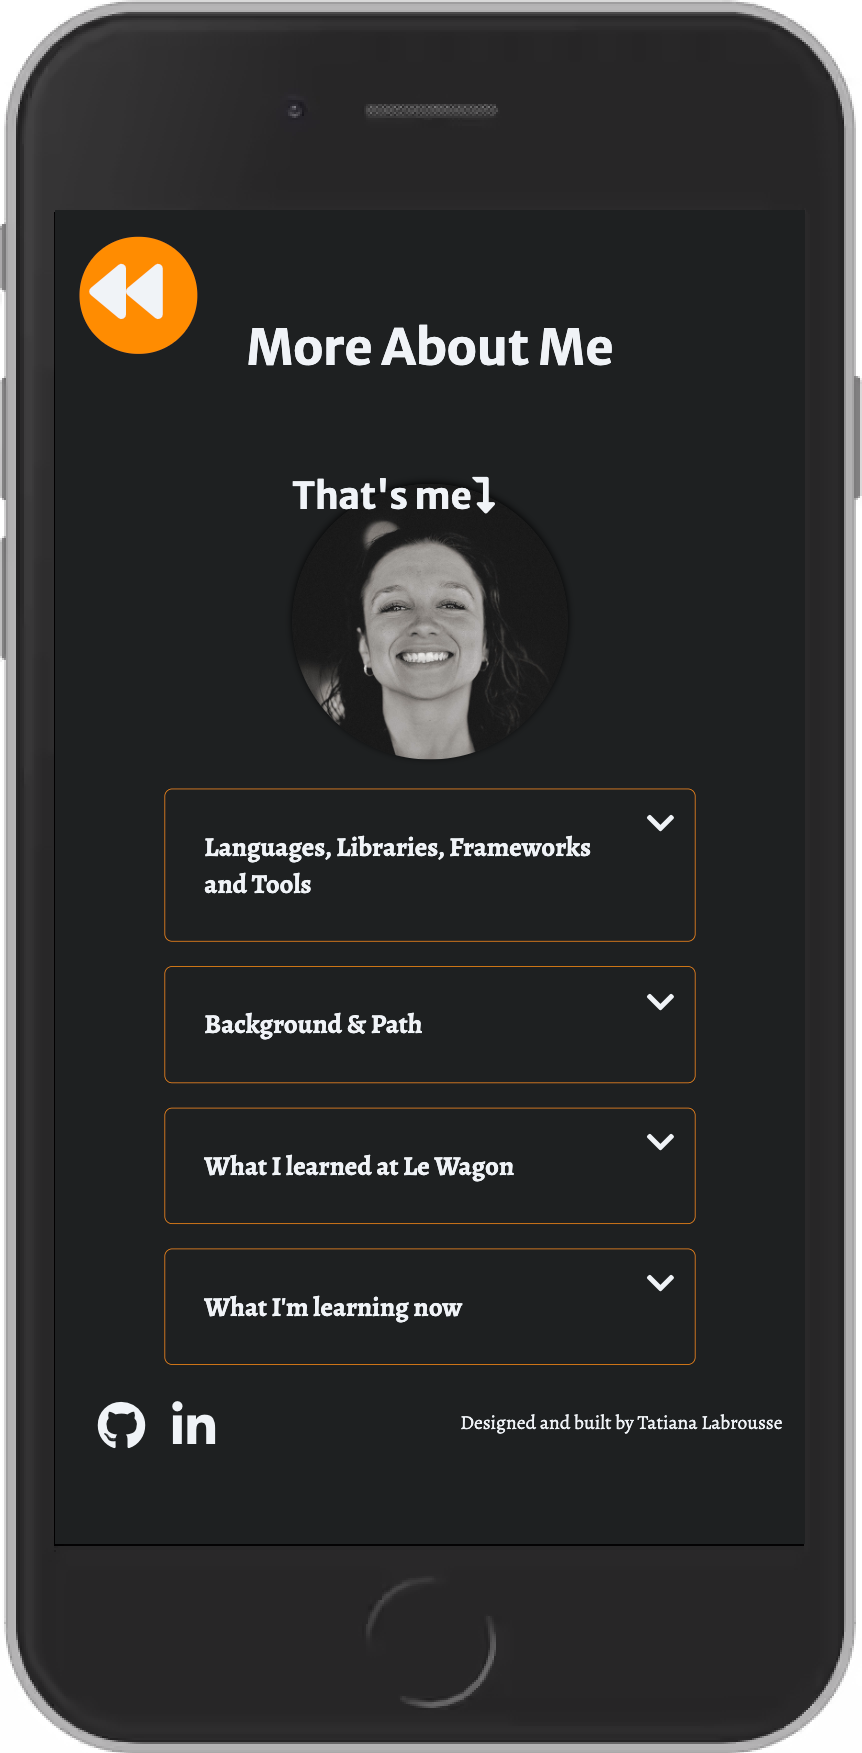 More About Me
That's me
Languages, Libraries, Frameworks
and Tools
Background & Path
What I learned at Le Wagon
What I'm learning now
in
Designed and built by Tatiana Labrousse